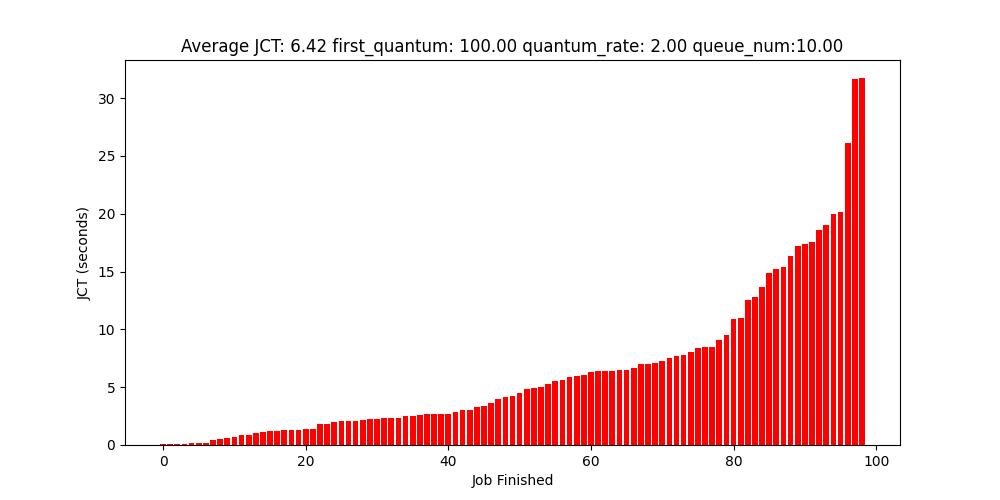 Average JCT: 6.42 first_quantum: 100.00 quantum_rate: 2.00 queue_num:10.00
JCT (seconds)
30
25
20
15
10
5
0
0 20 40 60 80 100
Job Finished